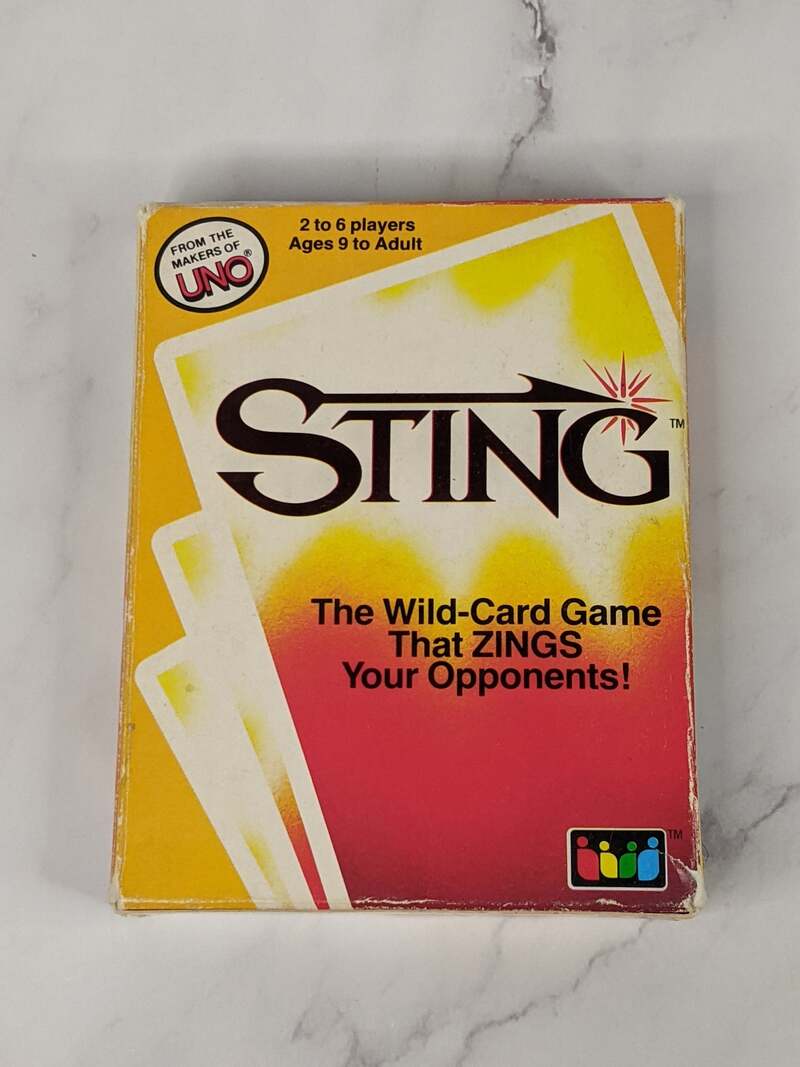 FROM THE
MAKERS OF
UNO®
2 to 6 players
Ages 9 to Adult
STING™
The Wild-Card Game
That ZINGS
Your Opponents!
TM